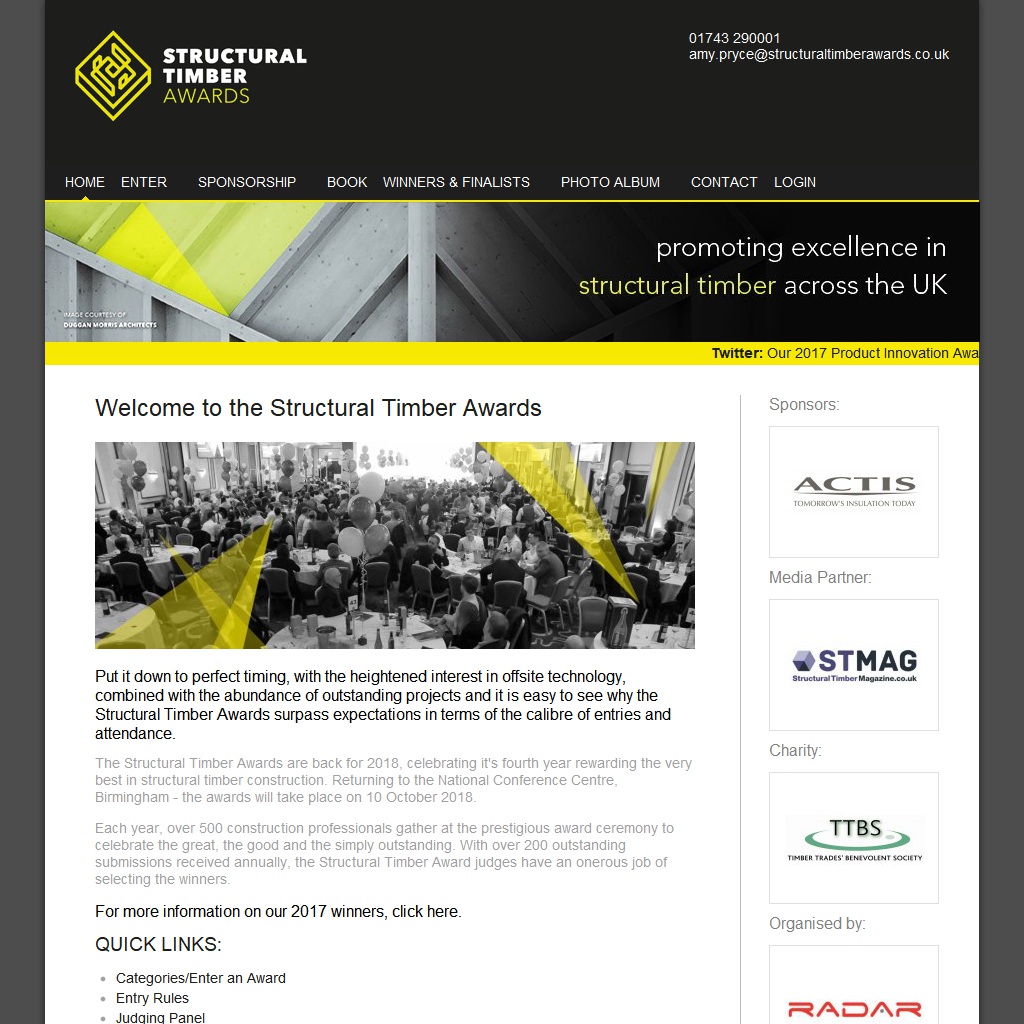 STRUCTURAL
TIMBER
AWARDS
01743 290001
amy.pryce@structuraltimberawards.co.uk
HOME ENTER SPONSORSHIP BOOK WINNERS & FINALISTS PHOTO ALBUM CONTACT LOGIN
promoting excellence in
structural timber across the UK
IMAGE COURTESY OF
DUGGAN MORRIS ARCHITECTS
Twitter: Our 2017 Product Innovation Awa
Welcome to the Structural Timber Awards
Put it down to perfect timing, with the heightened interest in offsite technology,
combined with the abundance of outstanding projects and it is easy to see why the
Structural Timber Awards surpass expectations in terms of the calibre of entries and
attendance.
The Structural Timber Awards are back for 2018, celebrating it's fourth year rewarding the very
best in structural timber construction. Returning to the National Conference Centre,
Birmingham - the awards will take place on 10 October 2018.
Each year, over 500 construction professionals gather at the prestigious award ceremony to
celebrate the great, the good and the simply outstanding. With over 200 outstanding
submissions received annually, the Structural Timber Award judges have an onerous job of
selecting the winners.
For more information on our 2017 winners, click here.
QUICK LINKS:
Categories/Enter an Award
Entry Rules
Judging Panel
Sponsors:
ACTIS
TOMORROW'S INSULATION TODAY
Media Partner:
STMAG
Structural Timber Magazine.co.uk
Charity:
TTBS
TIMBER TRADES' BENEVOLENT SOCIETY
Organised by:
RADAR